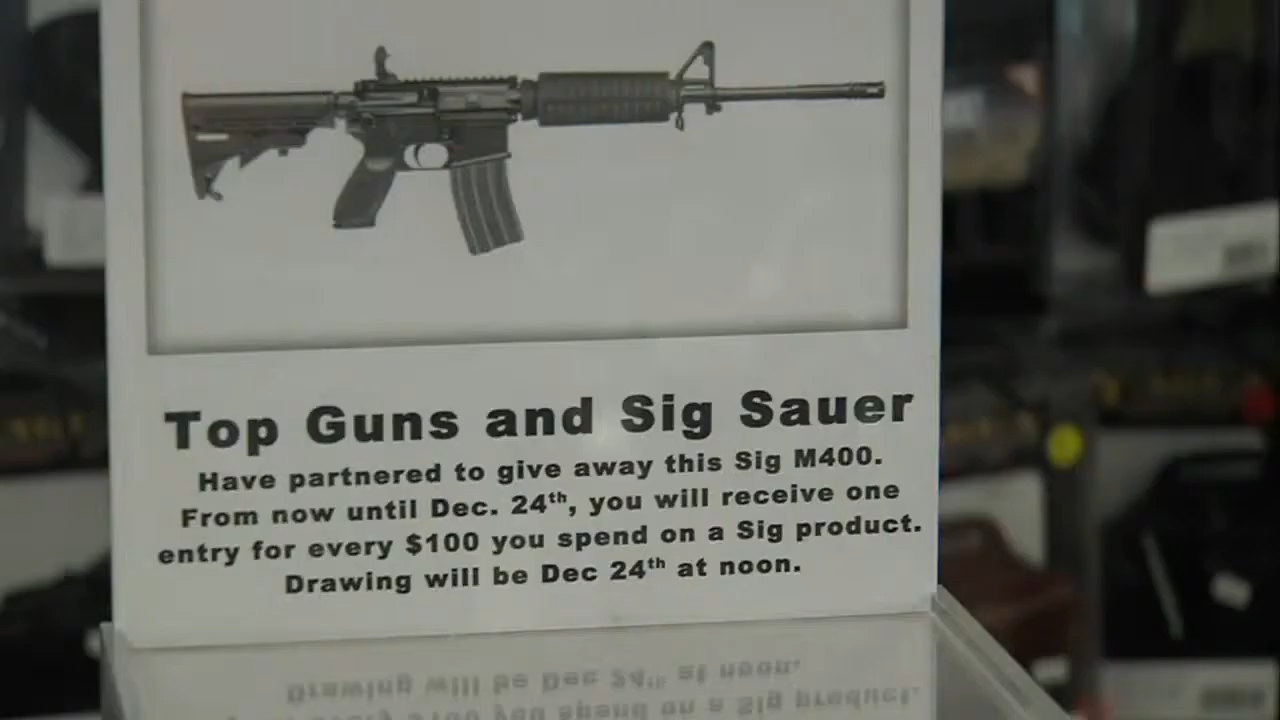 Top Guns and Sig Sauer
Have partnered to give away this Sig M400.
From now until Dec. 24th, you will receive one
entry for every $100 you spend on a Sig product.
Drawing will be Dec 24th at noon.